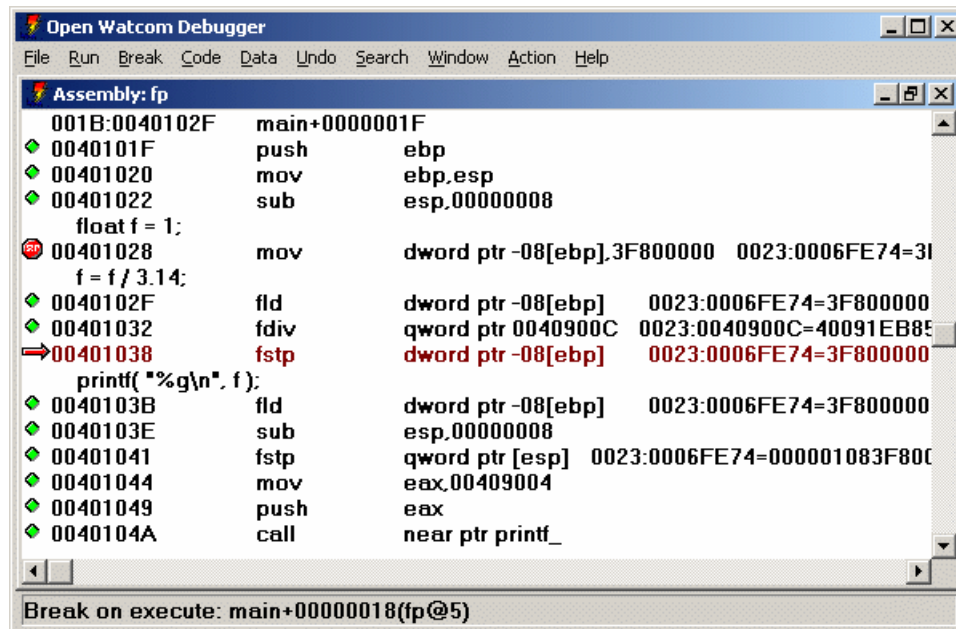 Open Watcom Debugger
File Run Break Code Data Undo Search Window Action Help
Assembly: fp
001B:0040102F main+0000001F
0040101F push ebp
00401020 mov ebp,esp
00401022 sub esp,00000008
float f = 1;
00401028 mov dword ptr -08[ebp],3F800000 0023:0006FE74=3
f = f / 3.14;
0040102F fld dword ptr -08[ebp] 0023:0006FE74=3F800000
00401032 fdiv qword ptr 0040900C 0023:0040900C=40091EB85
00401038 fstp dword ptr -08[ebp] 0023:0006FE74=3F800000
printf( "%g\n", f );
0040103B fld dword ptr -08[ebp] 0023:0006FE74=3F800000
0040103E sub esp,00000008
00401041 fstp qword ptr [esp] 0023:0006FE74=000001083F80
00401044 mov eax,00409004
00401049 push eax
0040104A call near ptr printf_
Break on execute: main+00000018(fp@5)